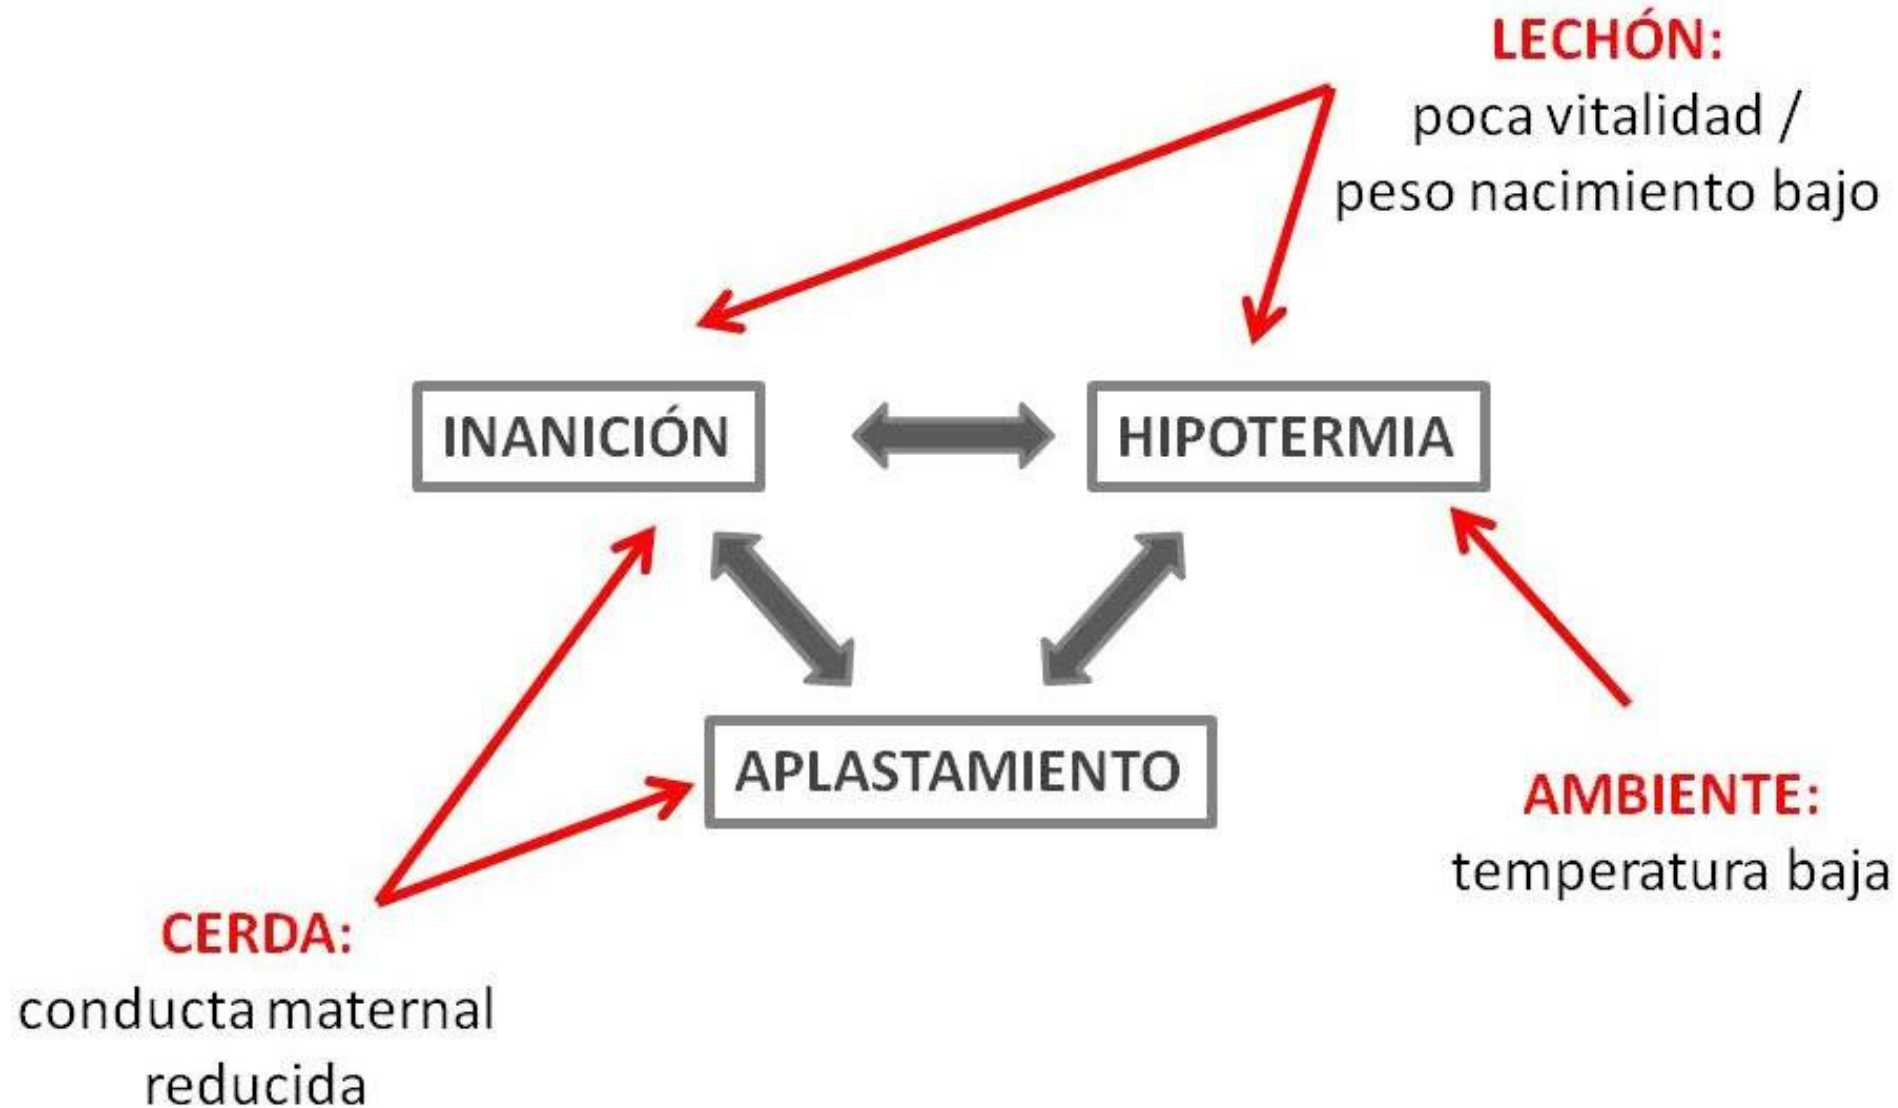 LECHÓN:
poca vitalidad /
peso nacimiento bajo
INANICIÓN
HIPOTERMIA
APLASTAMIENTO
AMBIENTE:
temperatura baja
CERDA:
conducta maternal
reducida